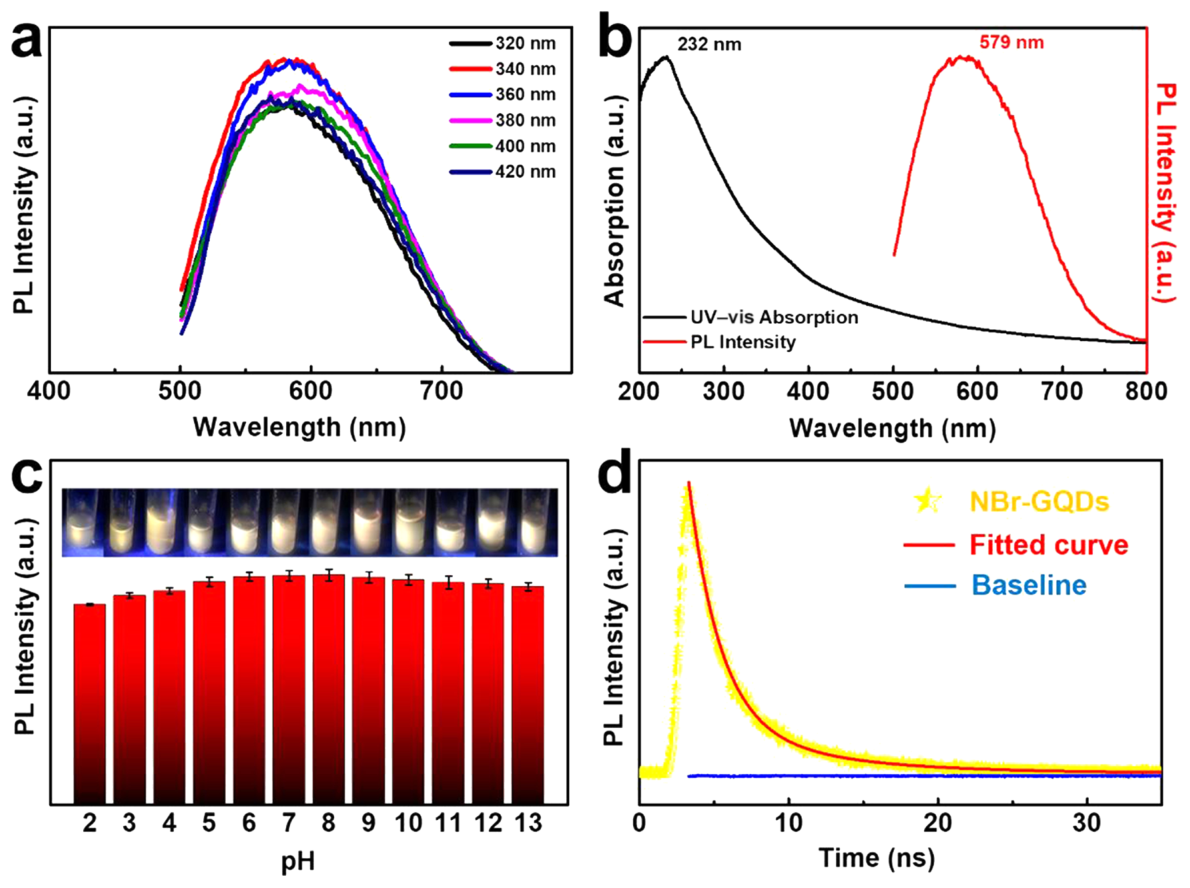 a
PL Intensity (a.u.)
320 nm
340 nm
360 nm
380 nm
400 nm
420 nm
400 500 600 700
Wavelength (nm)
b
232 nm
579 nm
Absorption (a.u.)
PL Intensity (a.u.)
UV–vis Absorption
PL Intensity
200 300 400 500 600 700 800
Wavelength (nm)
c
PL Intensity (a.u.)
2 3 4 5 6 7 8 9 10 11 12 13
pH
d
PL Intensity (a.u.)
NBr-GQDs
Fitted curve
Baseline
0 10 20 30
Time (ns)